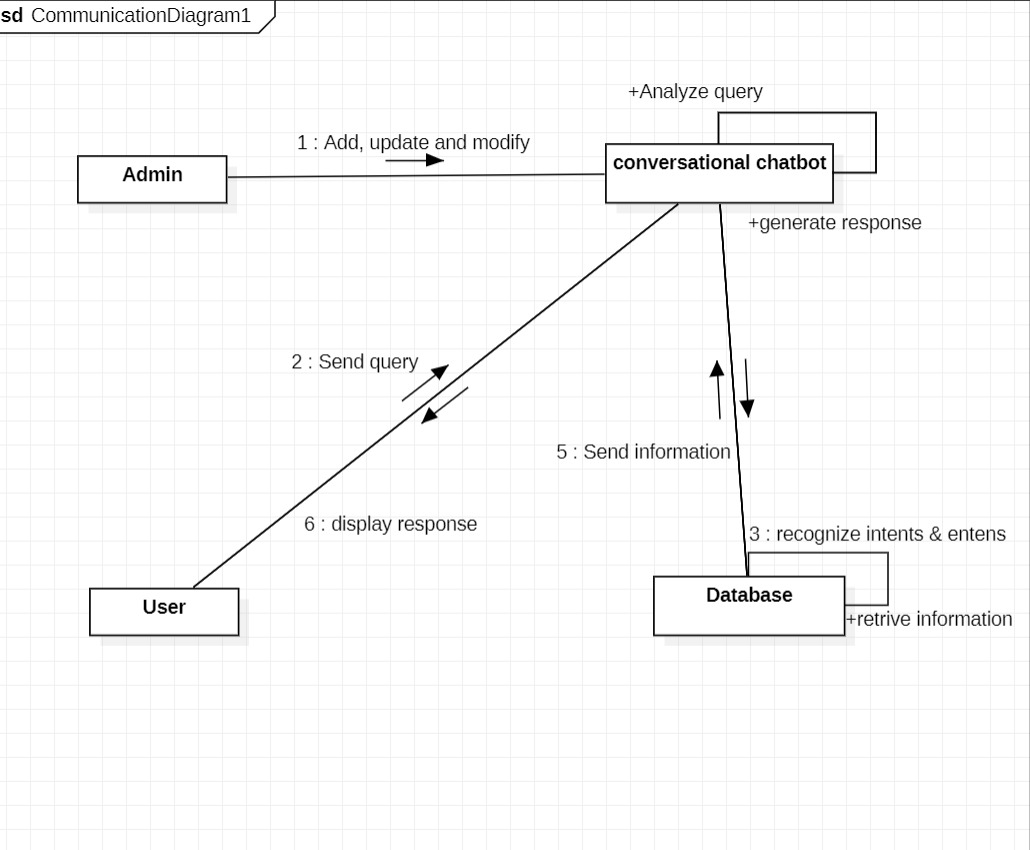 sd CommunicationDiagram1
+Analyze query
1 : Add, update and modify
Admin
conversational chatbot
+generate response
2 : Send query
5 : Send information
6 : display response
3 : recognize intents & entens
User
Database
+retrive information